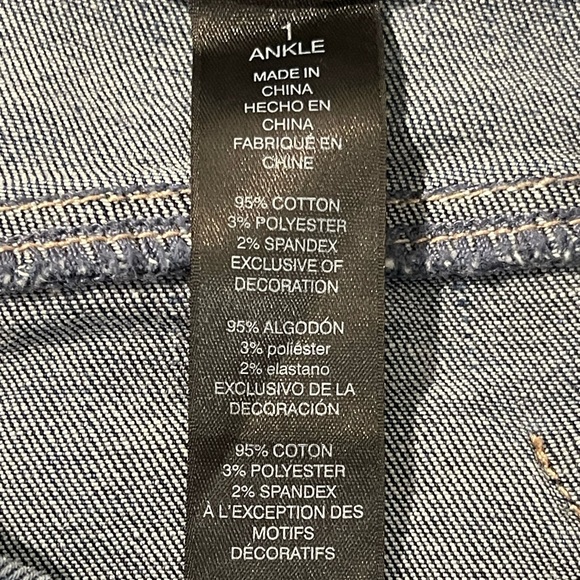 1
ANKLE
MADE IN
CHINA
HECHO EN
CHINA
FABRIQUÉ EN
CHINE
95% COTTON
3% POLYESTER
2% SPANDEX
EXCLUSIVE OF
DECORATION
95% ALGODÓN
3% poliéster
2% elastano
EXCLUSIVO DE LA
DECORACIÓN
95% COTON
3% POLYESTER
2% SPANDEX
À L'EXCEPTION DES
MOTIFS
DÉCORATIFS